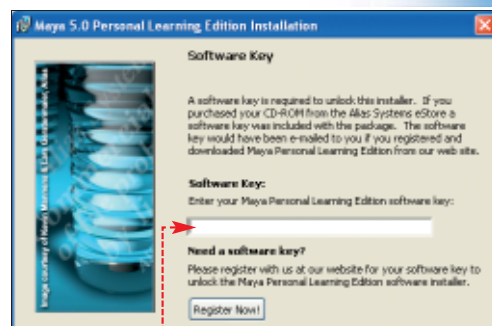 Maya 5.0 Personal Learning Edition Installation
Software Key
A software key is required to unlock this installer. If you
purchased your CD-ROM from the Alias Systems eStore a
software key was included with the package. The software
key would have been e-mailed to you if you registered and
downloaded Maya Personal Learning Edition from our web site.
Software Key:
Enter your Maya Personal Learning Edition software key:
Need a software key?
Please register with us at our website for your software key to
unlock the Maya Personal Learning Edition software installer.
Register Now!
Image courtesy of Kevin